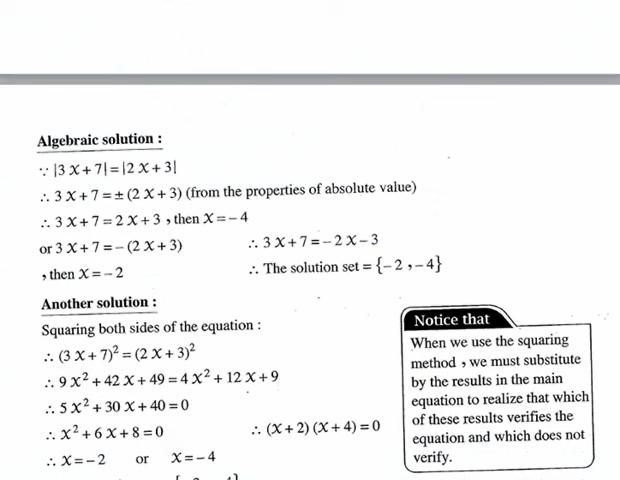 Algebraic solution :
∵ |3 X + 7| = |2 X + 3|
∴ 3 X + 7 = ± (2 X + 3) (from the properties of absolute value)
∴ 3 X + 7 = 2 X + 3 , then X = – 4
or 3 X + 7 = – (2 X + 3) ∴ 3 X + 7 = – 2 X – 3
, then X = – 2 ∴ The solution set = {– 2 , – 4}
Another solution :
Squaring both sides of the equation :
∴ (3 X + 7)² = (2 X + 3)²
∴ 9 X² + 42 X + 49 = 4 X² + 12 X + 9
∴ 5 X² + 30 X + 40 = 0
∴ X² + 6 X + 8 = 0 ∴ (X + 2) (X + 4) = 0
∴ X = – 2 or X = – 4
Notice that
When we use the squaring
method , we must substitute
by the results in the main
equation to realize that which
of these results verifies the
equation and which does not
verify.